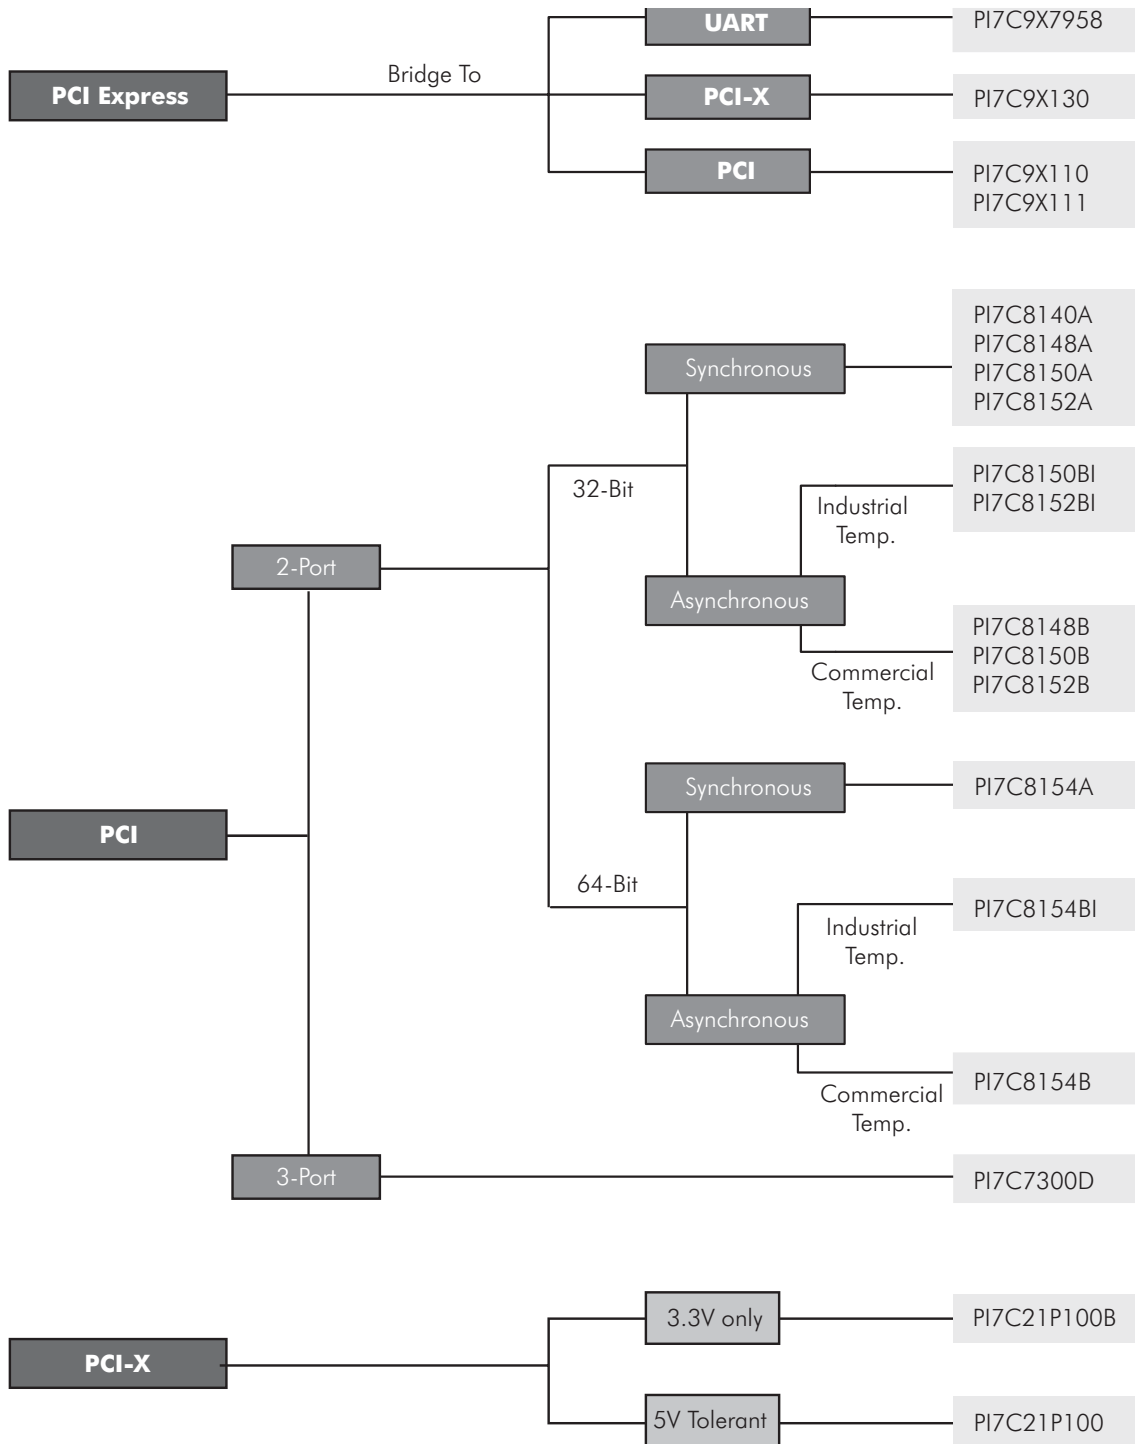 UART
PI7C9X7958
Bridge To
PCI Express
PCI-X
PI7C9X130
PCI
PI7C9X110
PI7C9X111
PI7C8140A
PI7C8148A
PI7C8150A
PI7C8152A
Synchronous
32-Bit
PI7C8150BI
PI7C8152BI
Industrial
Temp.
2-Port
Asynchronous
PI7C8148B
PI7C8150B
PI7C8152B
Commercial
Temp.
Synchronous
PI7C8154A
PCI
64-Bit
PI7C8154BI
Industrial
Temp.
Asynchronous
PI7C8154B
Commercial
Temp.
3-Port
PI7C7300D
3.3V only
PI7C21P100B
PCI-X
5V Tolerant
PI7C21P100